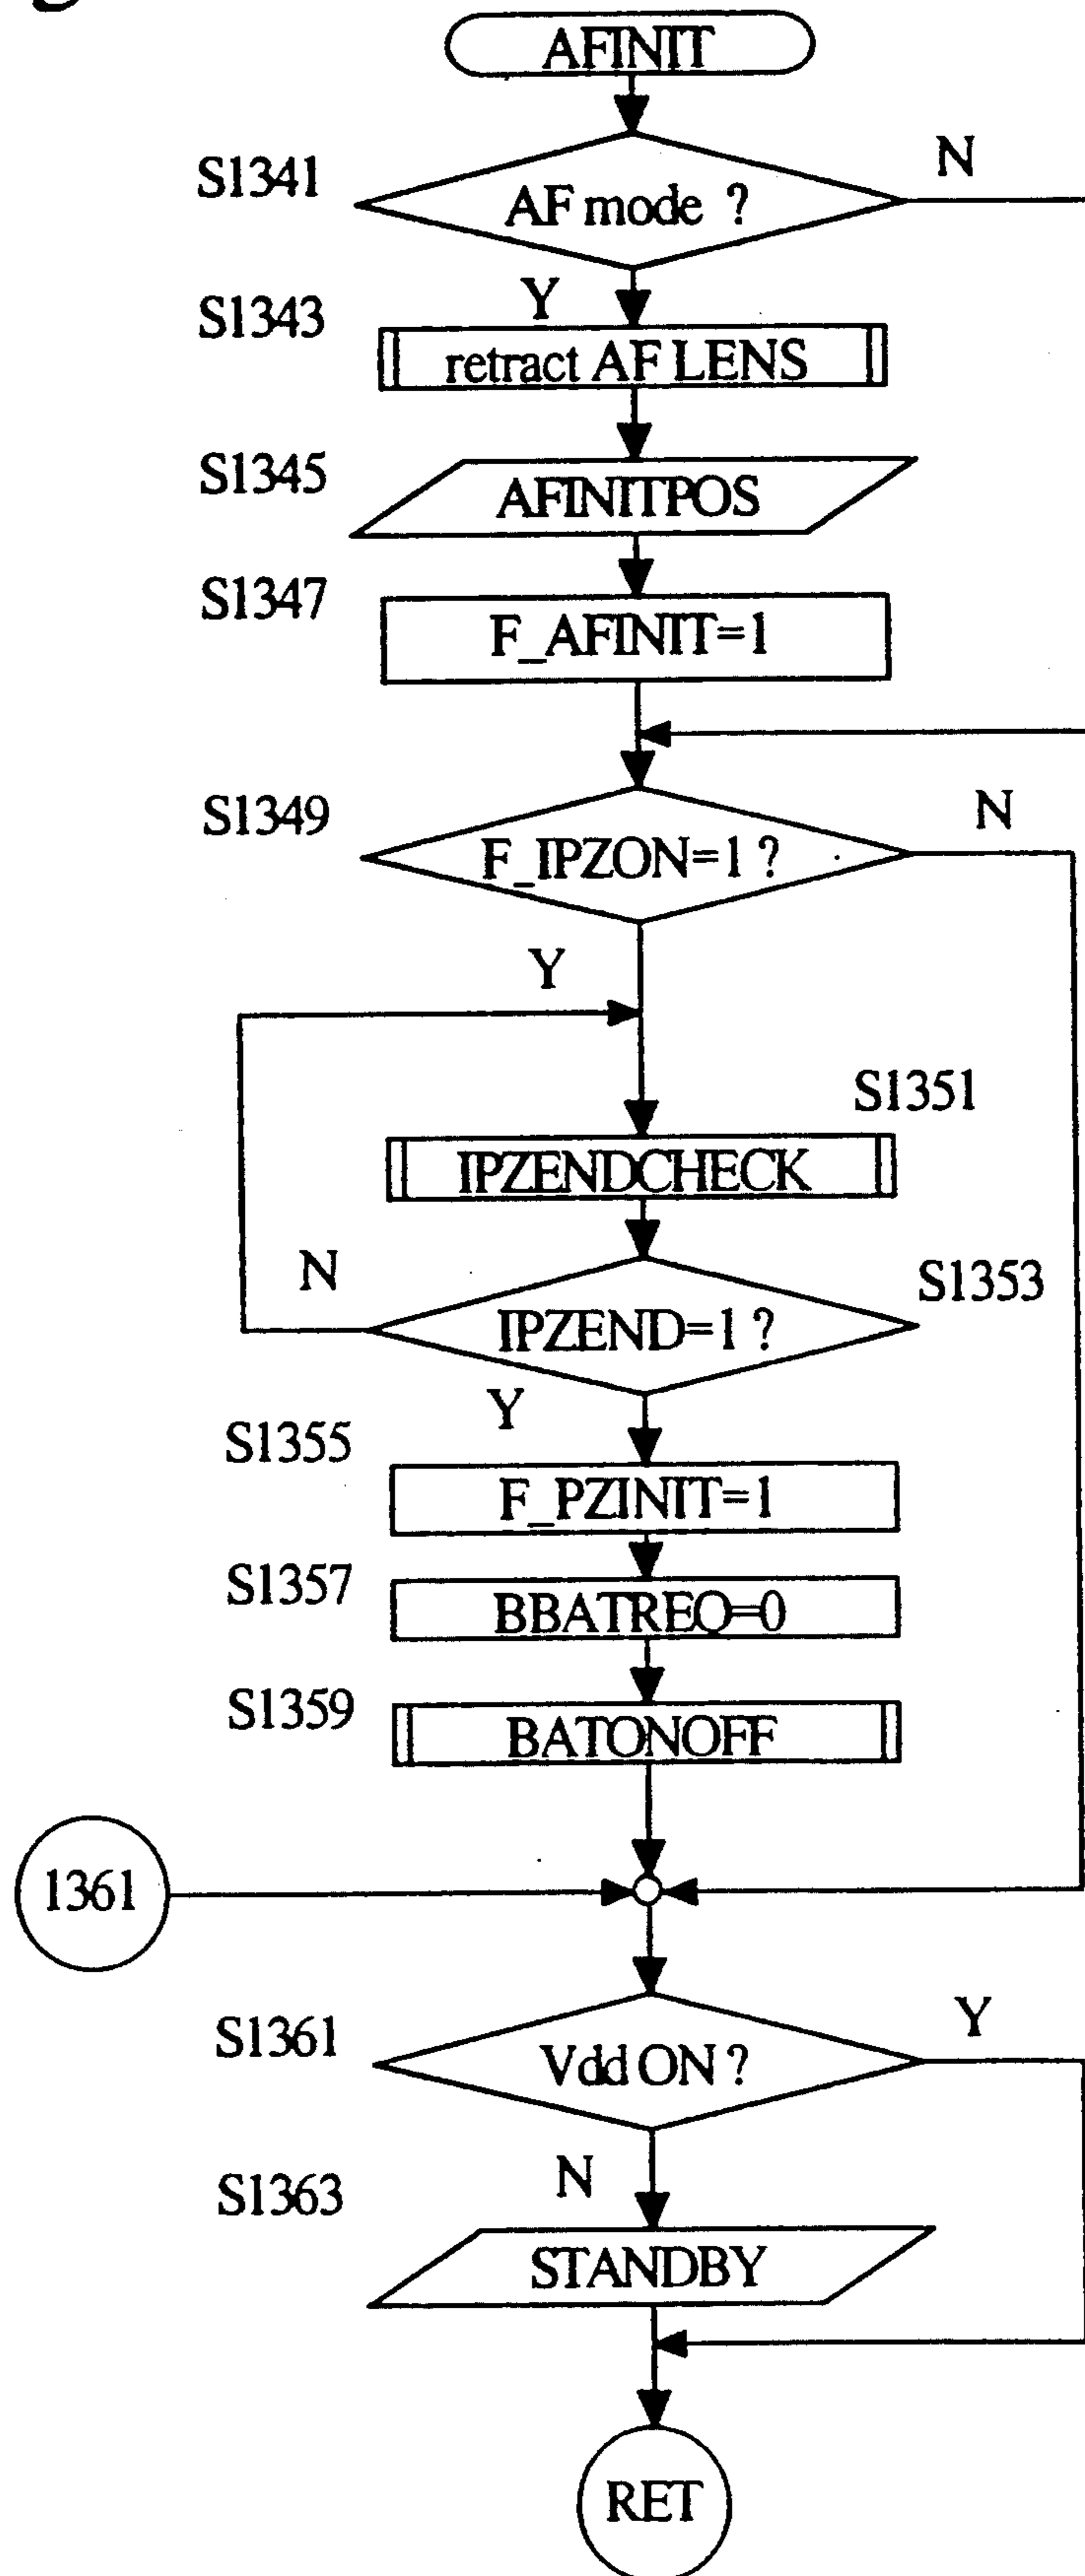 AFINIT
N
S1341
AF mode ?
Y
S1343
retract AF LENS
S1345
AFINITPOS
S1347
F_AFINIT=1
S1349
N
F_IPZON=1 ?
Y
S1351
IPZENDCHECK
N
S1353
IPZEND=1 ?
Y
S1355
F_PZINIT=1
S1357
BBATREQ=0
S1359
BATONOFF
1361
S1361
Y
Vdd ON ?
N
S1363
STANDBY
RET